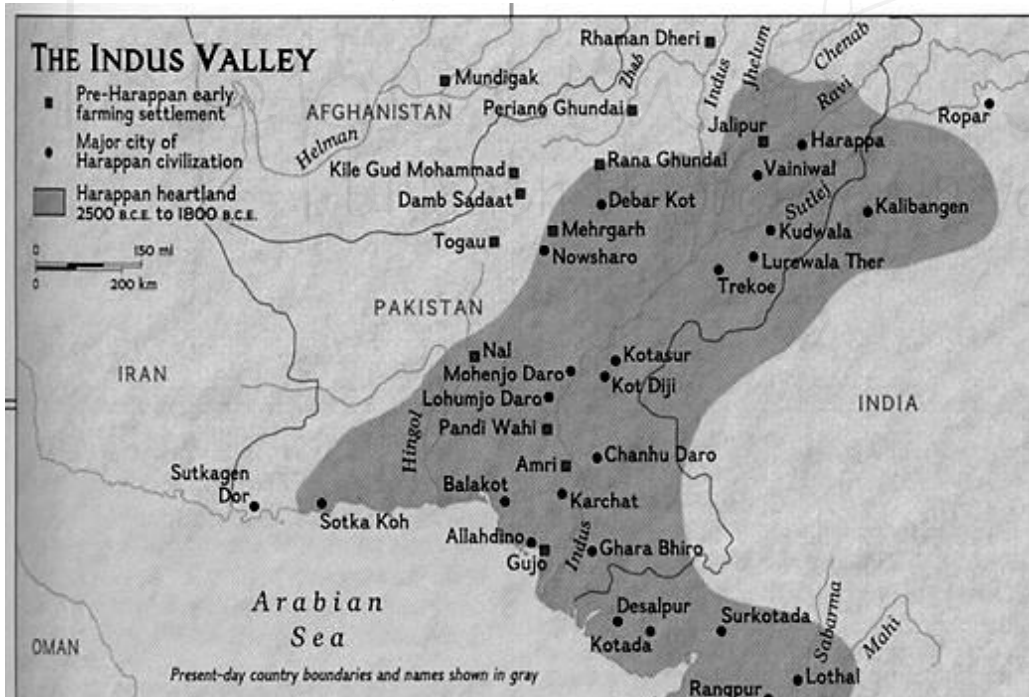 THE INDUS VALLEY
Pre-Harappan early
farming settlement
Major city of
Harappan civilization
Harappan heartland
2500 B.C.E. TO 1800 B.C.E.
0 150 mi
0 200 km
Rhaman Dheri
Mundigak
Zhab
Indus
Jhelum
Chenab
AFGHANISTAN
Periano Ghundai
Ravi
Ropar
Helman
Jalipur
Harappa
Kile Gud Mohammad
Rana Ghundai
Vainiwal
Damb Sadaat
Debar Kot
Sutlej
Kalibangen
Togau
Mehrgarh
Kudwala
Nowsharo
Lurewala Ther
Trekoe
PAKISTAN
Nal
Kotasur
IRAN
Mohenjo Daro
Kot Diji
Lohumjo Daro
INDIA
Hingol
Pandi Wahi
Amri
Chanhu Daro
Sutkagen
Dor
Balakot
Karchat
Sotka Koh
Allahdino
Indus
Ghara Bhiro
Gujo
Arabian
Sea
Desalpur
Surkotada
Kotada
Sabarma
Mahi
OMAN
Present-day country boundaries and names shown in gray
Lothal
Rangpur